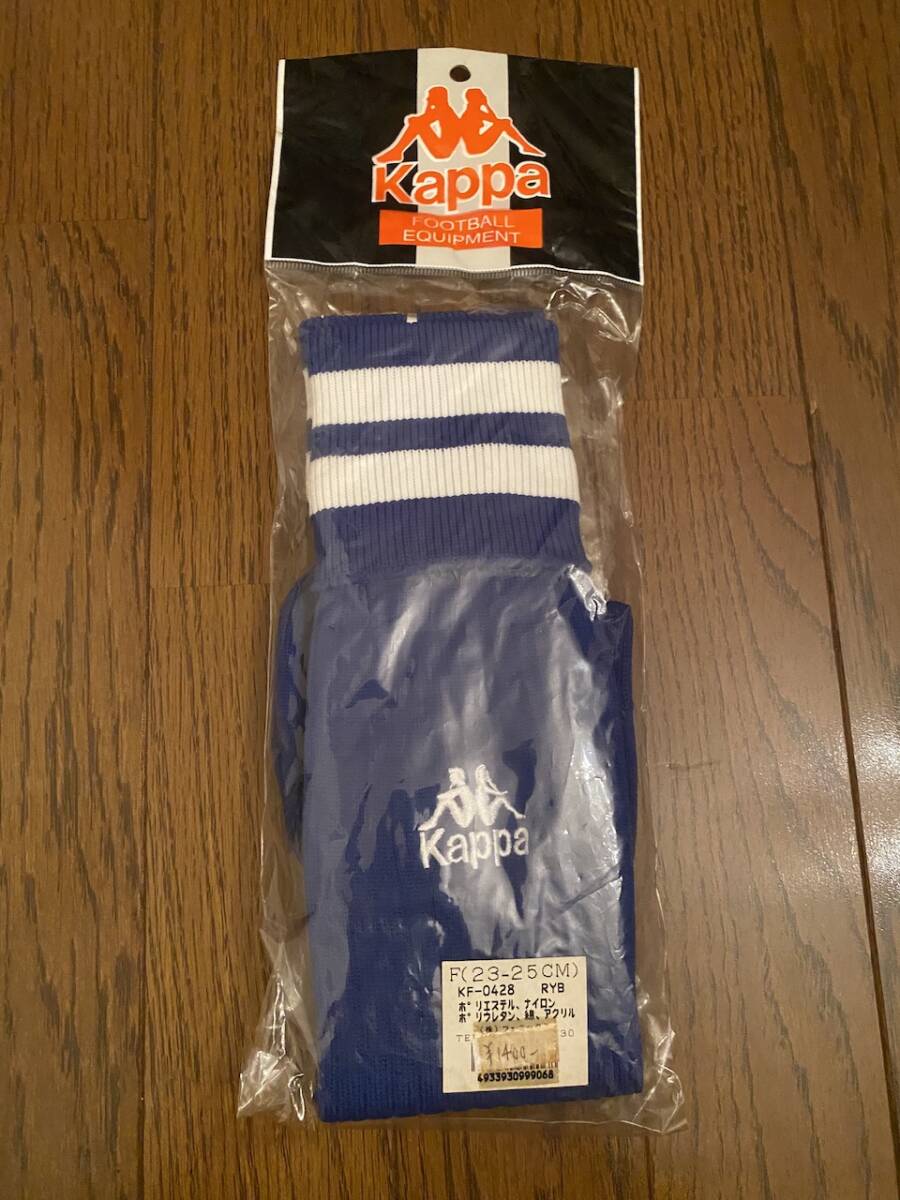 Kappa
FOOTBALL
EQUIPMENT
Kappa
F(23-25CM)
KF-0428 RYB
ポリエステル、ナイロン
ポリウレタン、綿、アクリル
¥1400-
4933930999068